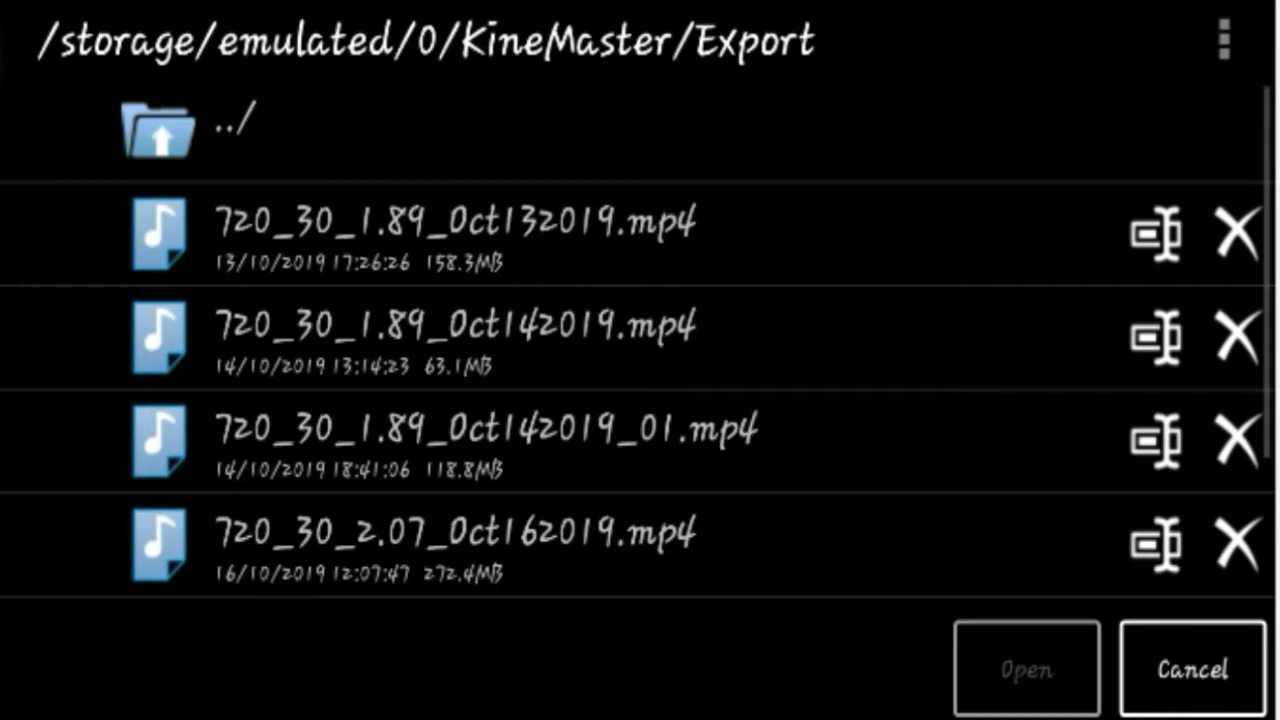 /storage/emulated/0/KineMaster/Export
../
720_30_1.89_Oct132019.mp4
13/10/2019 17:26:26 158.3MB
720_30_1.89_Oct142019.mp4
14/10/2019 13:14:23 63.1MB
720_30_1.89_Oct142019_01.mp4
14/10/2019 18:41:06 118.8MB
720_30_2.07_Oct162019.mp4
16/10/2019 12:07:47 272.4MB
Open
Cancel